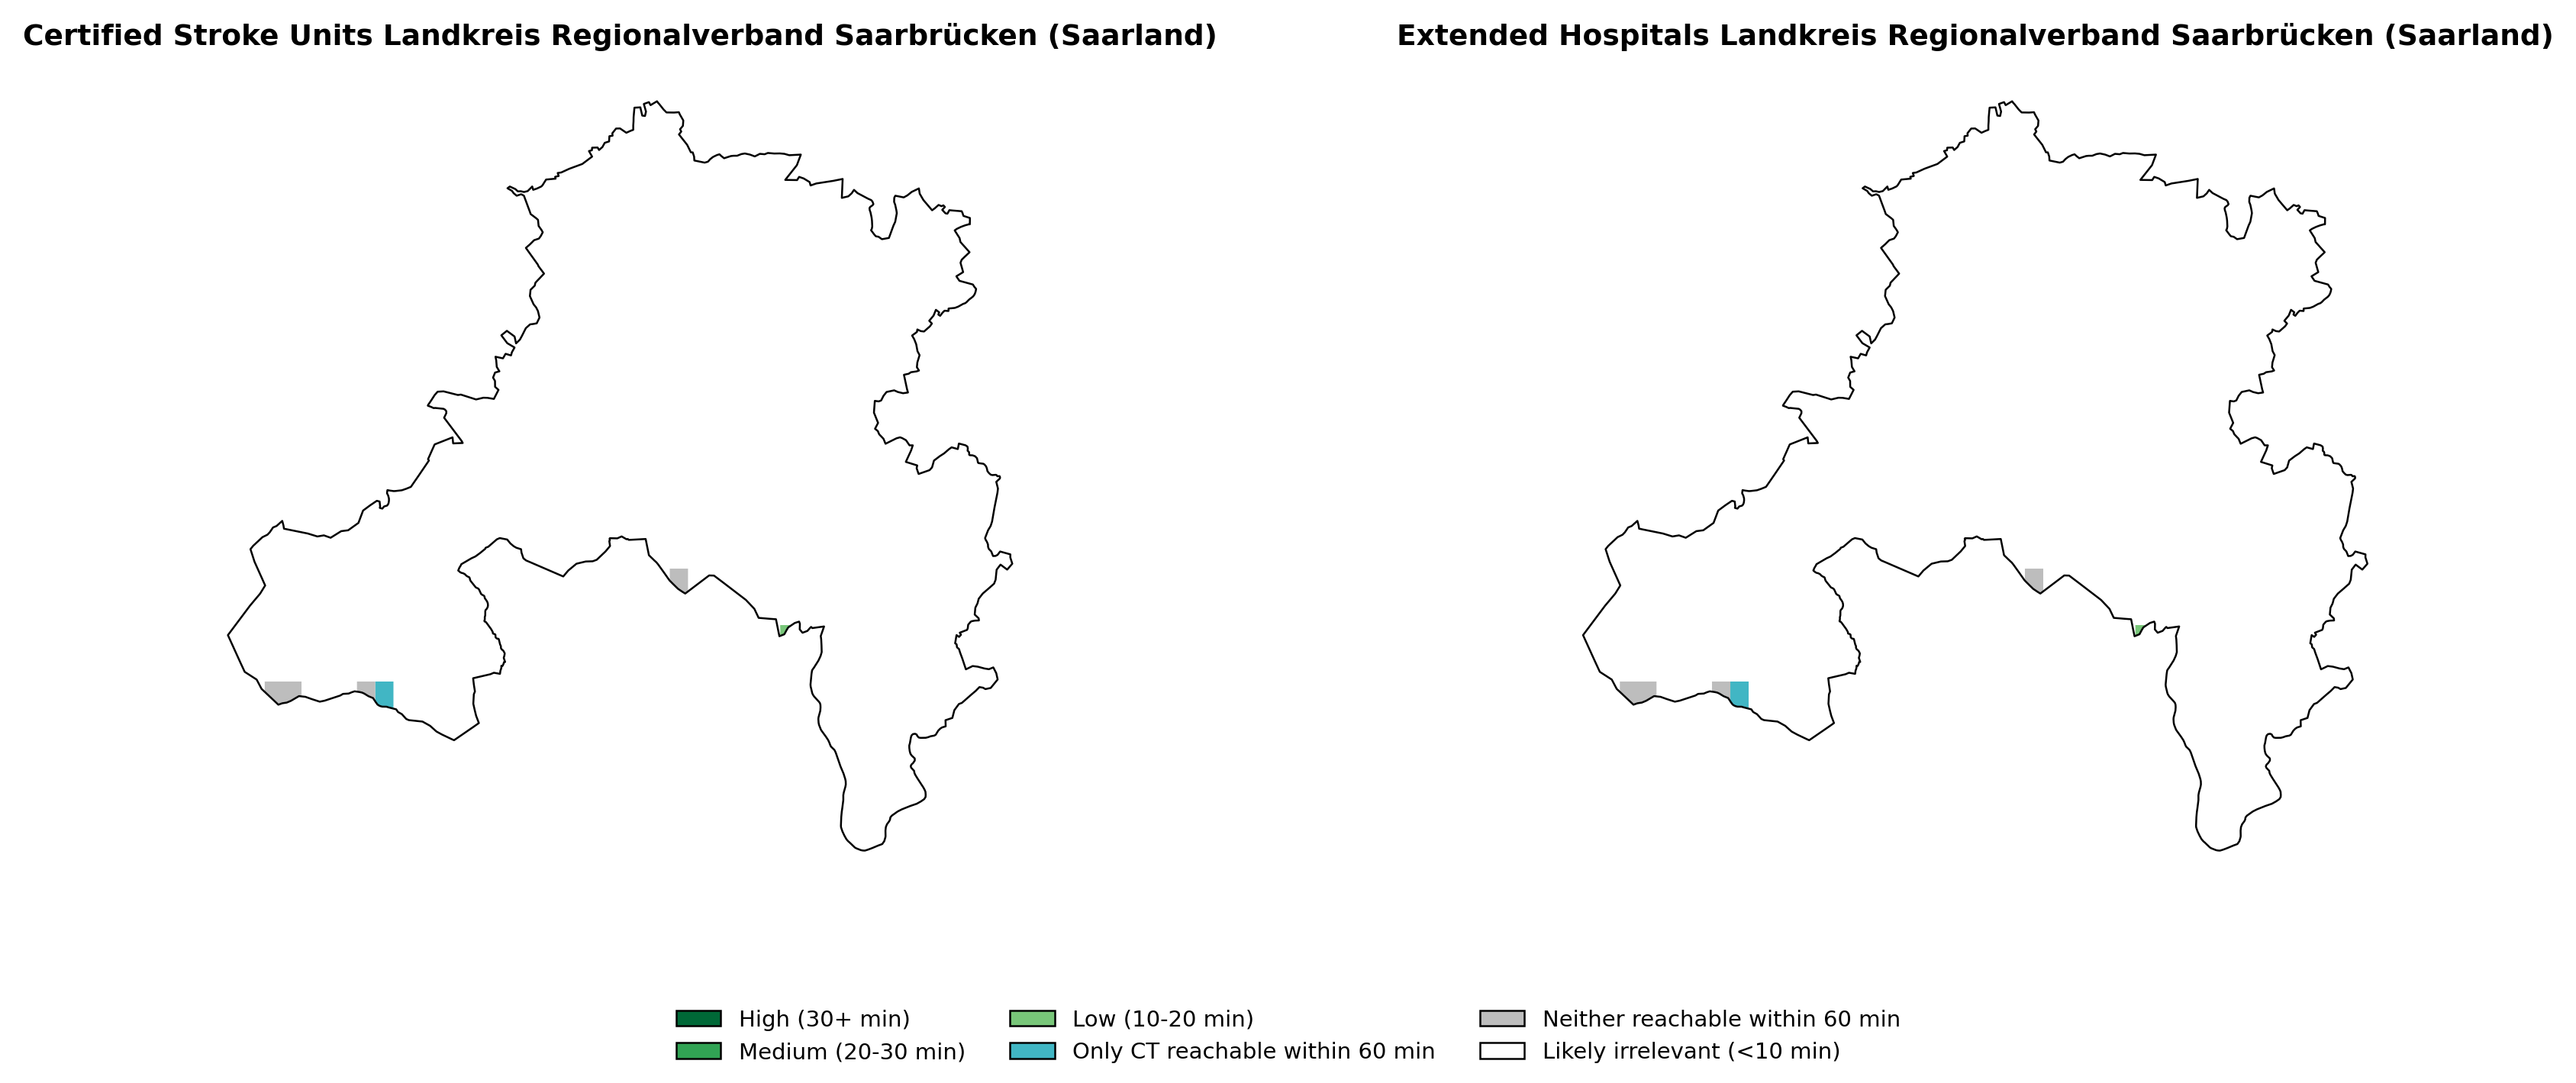 Certified Stroke Units Landkreis Regionalverband Saarbrücken (Saarland)
Extended Hospitals Landkreis Regionalverband Saarbrücken (Saarland)
High (30+ min)
Medium (20-30 min)
Low (10-20 min)
Only CT reachable within 60 min
Neither reachable within 60 min
Likely irrelevant (<10 min)